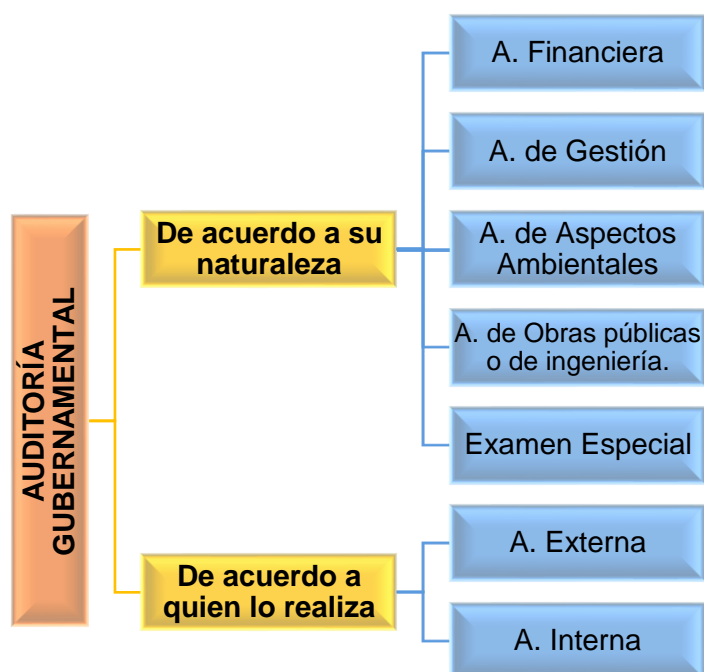 AUDITORÍA
GUBERNAMENTAL
De acuerdo a su
naturaleza
A. Financiera
A. de Gestión
A. de Aspectos
Ambientales
A. de Obras públicas
o de ingeniería.
Examen Especial
De acuerdo a
quien lo realiza
A. Externa
A. Interna